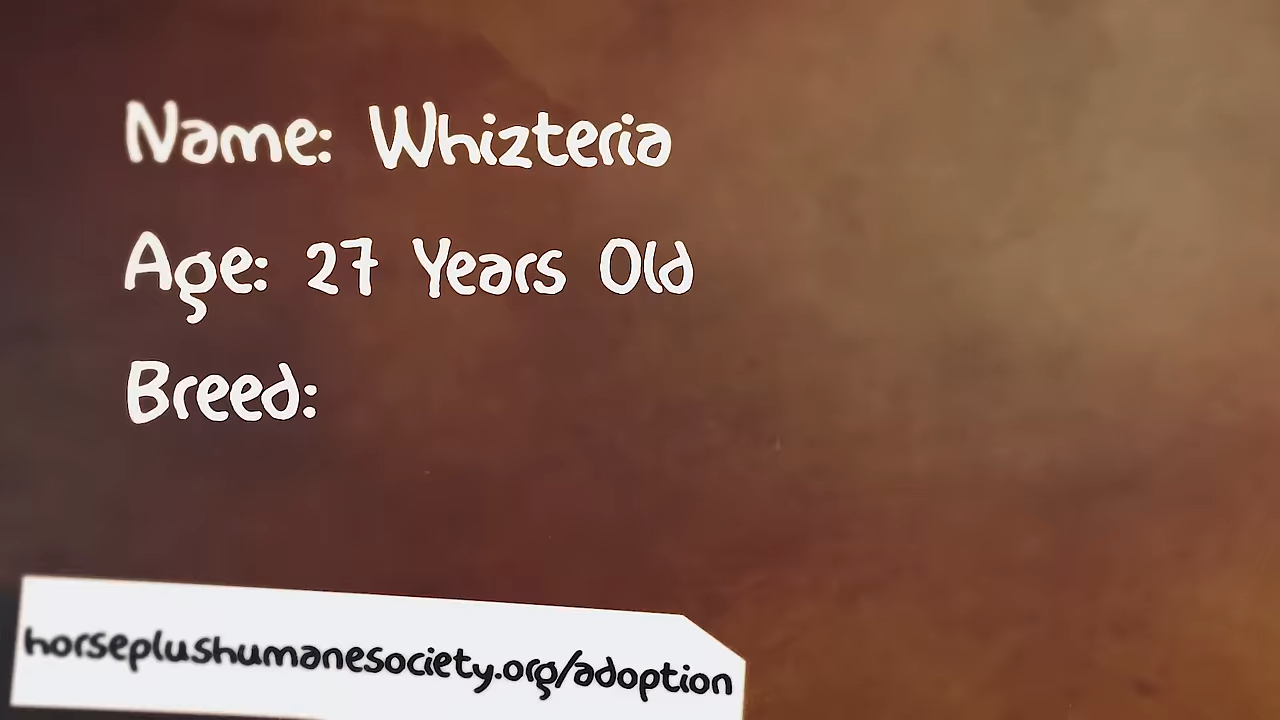 Name: Whizteria
Age: 27 Years Old
Breed:
horseplushumanesociety.org/adoption